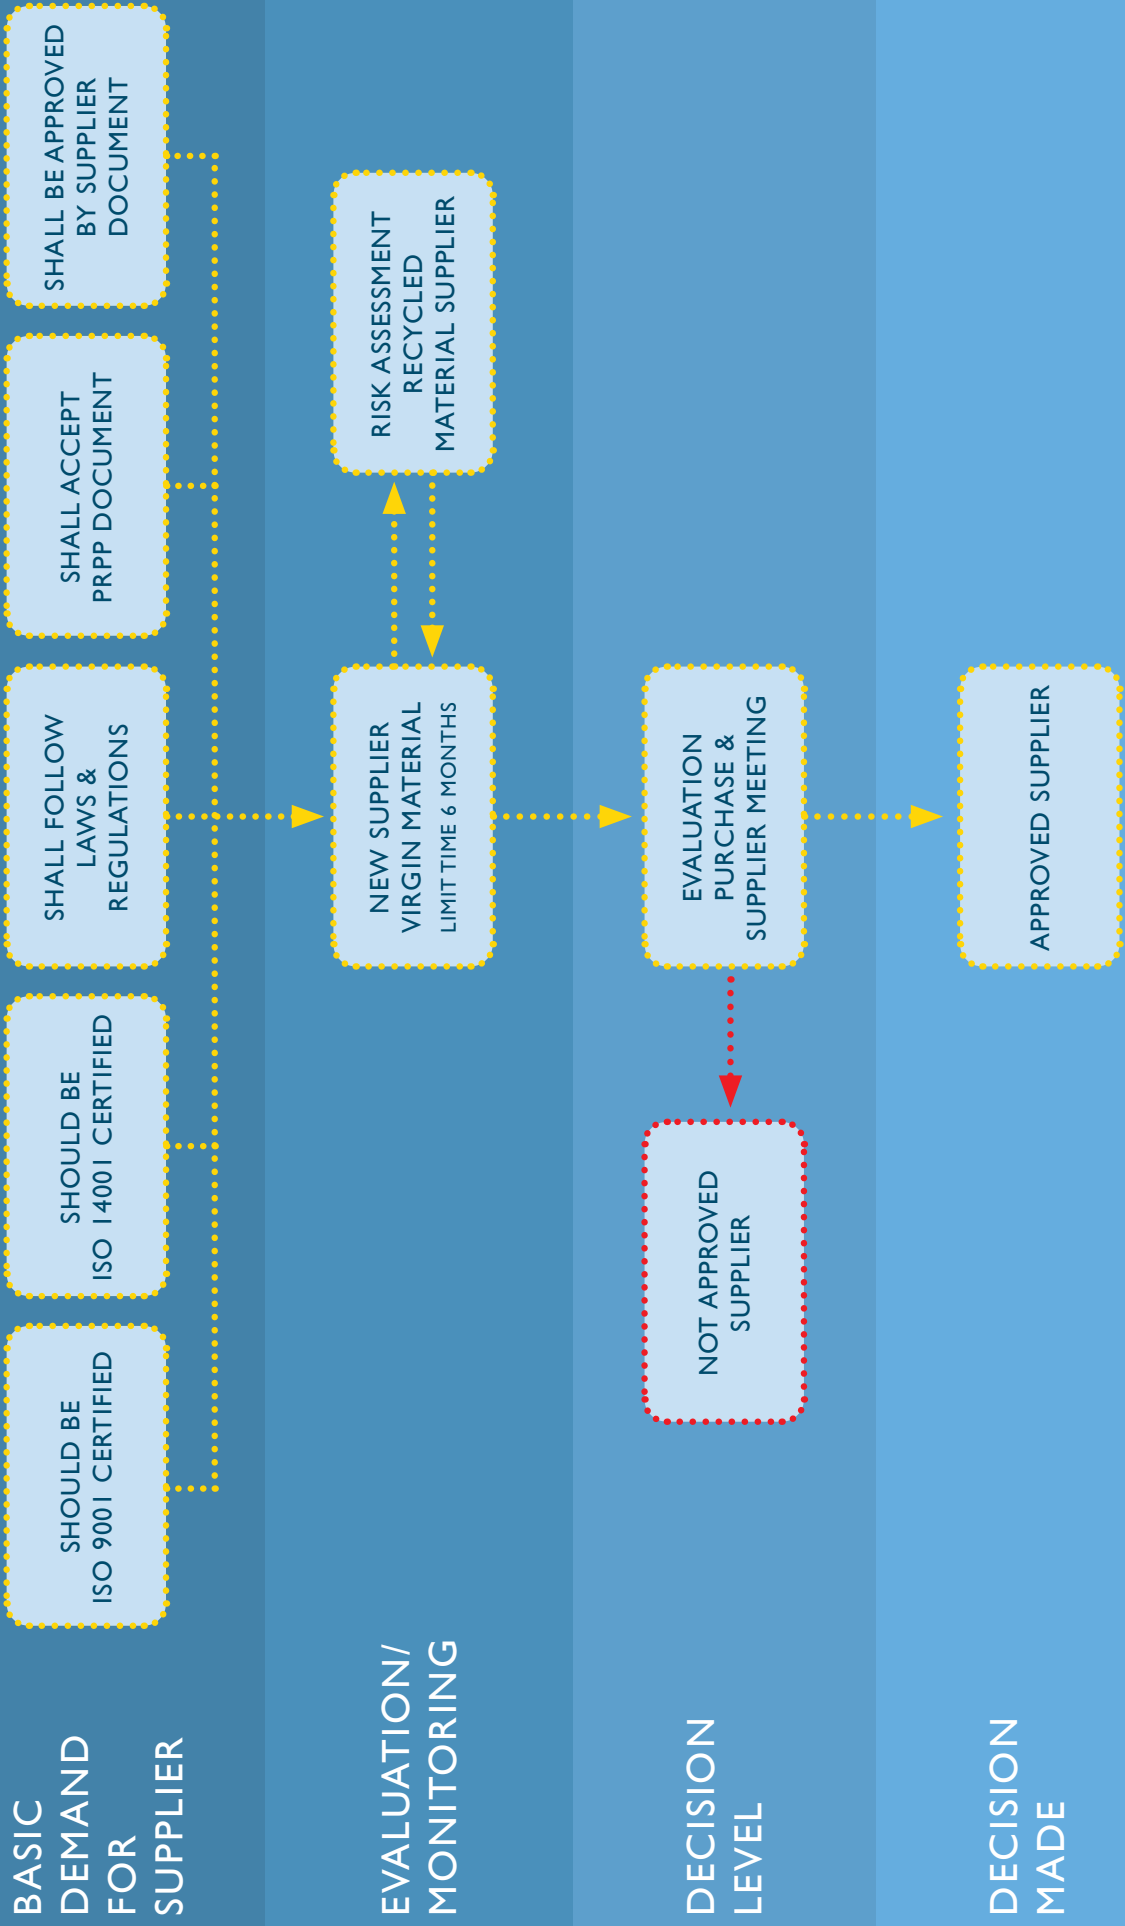 BASIC
DEMAND
FOR
SUPPLIER
SHOULD BE
ISO 9001 CERTIFIED
SHOULD BE
ISO 14001 CERTIFIED
SHALL FOLLOW
LAWS &
REGULATIONS
SHALL ACCEPT
PRPP DOCUMENT
SHALL BE APPROVED
BY SUPPLIER
DOCUMENT
EVALUATION/
MONITORING
NEW SUPPLIER
VIRGIN MATERIAL
LIMIT TIME 6 MONTHS
RISK ASSESSMENT
RECYCLED
MATERIAL SUPPLIER
DECISION
LEVEL
NOT APPROVED
SUPPLIER
EVALUATION
PURCHASE &
SUPPLIER MEETING
DECISION
MADE
APPROVED SUPPLIER